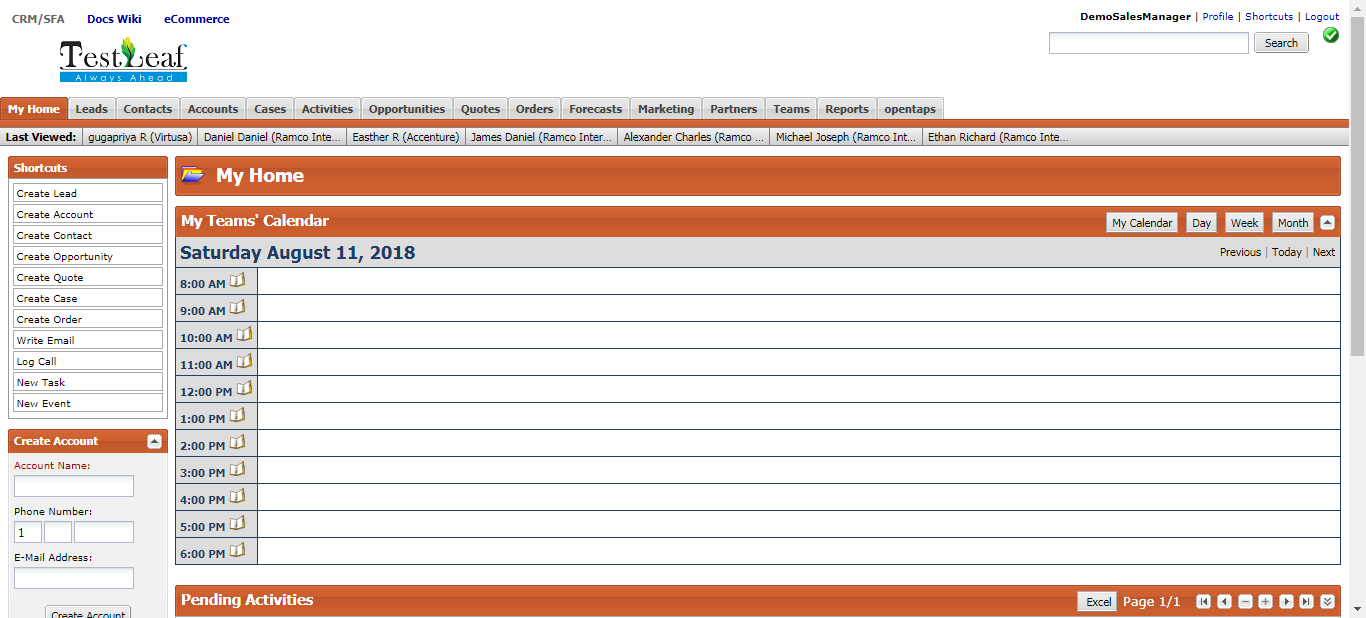 CRM/SFA Docs Wiki eCommerce
DemoSalesManager | Profile | Shortcuts | Logout
TestLeaf
Always Ahead
Search
My Home Leads Contacts Accounts Cases Activities Opportunities Quotes Orders Forecasts Marketing Partners Teams Reports opentaps
Last Viewed: gugapriya R (Virtusa) Daniel Daniel (Ramco Inte... Easther R (Accenture) James Daniel (Ramco Inter... Alexander Charles (Ramco ... Michael Joseph (Ramco Int... Ethan Richard (Ramco Inte...
Shortcuts
Create Lead
Create Account
Create Contact
Create Opportunity
Create Quote
Create Case
Create Order
Write Email
Log Call
New Task
New Event
Create Account
Account Name:
Phone Number:
1
E-Mail Address:
Create Account
My Home
My Teams' Calendar My Calendar Day Week Month
Saturday August 11, 2018 Previous | Today | Next
8:00 AM
9:00 AM
10:00 AM
11:00 AM
12:00 PM
1:00 PM
2:00 PM
3:00 PM
4:00 PM
5:00 PM
6:00 PM
Pending Activities Excel Page 1/1